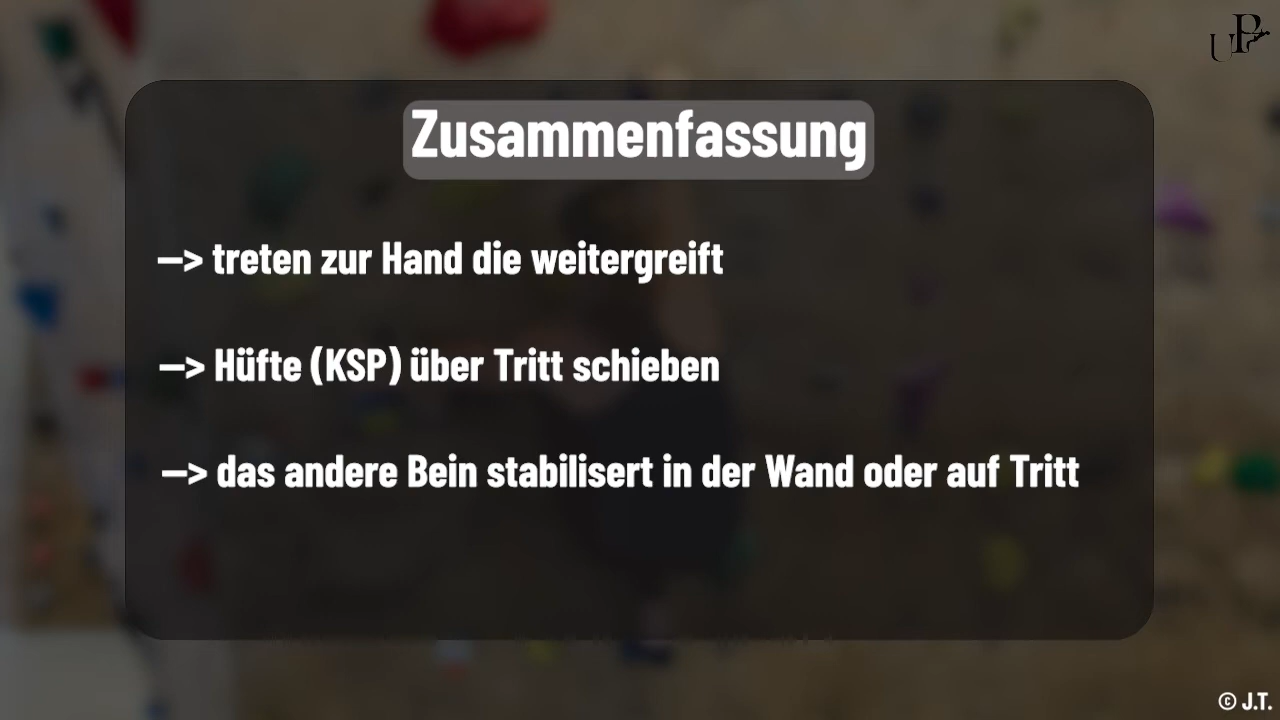 UP
Zusammenfassung
—> treten zur Hand die weitergreift
—> Hüfte (KSP) über Tritt schieben
—> das andere Bein stabilisert in der Wand oder auf Tritt
© J.T.